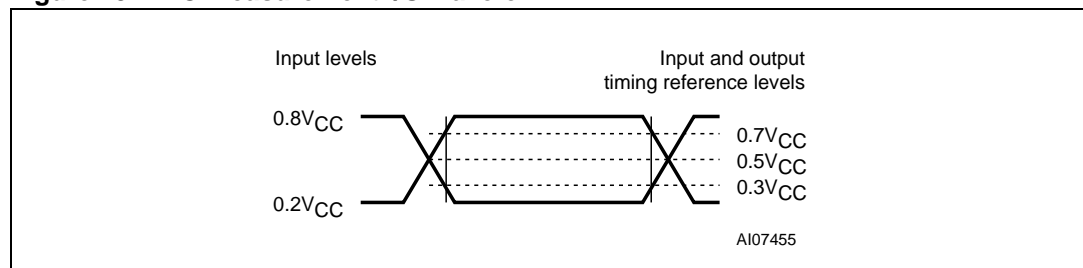 Input levels
Input and output
timing reference levels
0.8VCC
0.7VCC
0.5VCC
0.3VCC
0.2VCC
AI07455